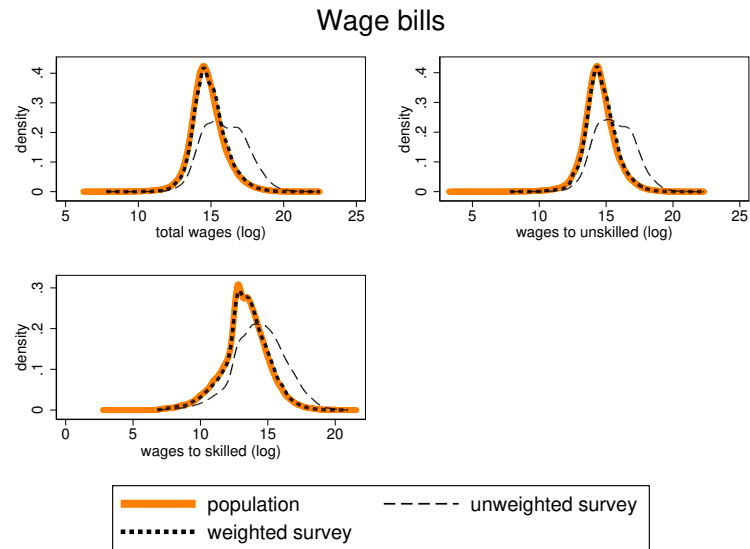 Wage bills
density
0 .1 .2 .3 .4
5 10 15 20 25
total wages (log)
density
0 .1 .2 .3 .4
5 10 15 20 25
wages to unskilled (log)
density
0 .1 .2 .3
0 5 10 15 20
wages to skilled (log)
population
unweighted survey
weighted survey